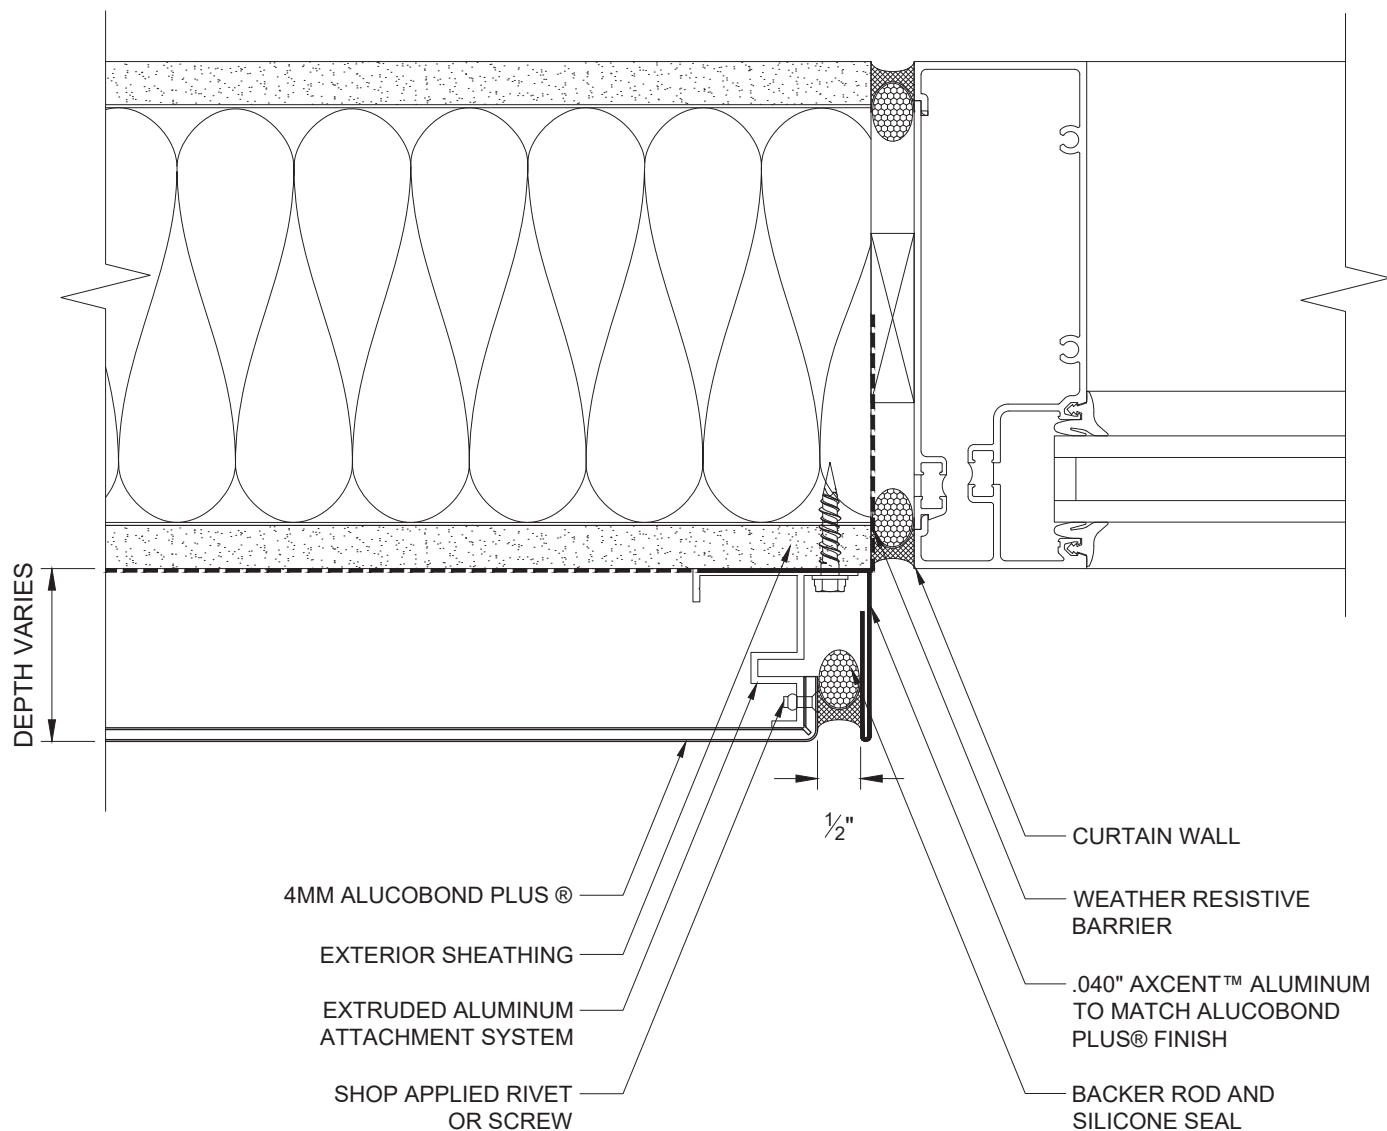 DEPTH VARIES
½"
4MM ALUCOBOND PLUS ®
EXTERIOR SHEATHING
EXTRUDED ALUMINUM
ATTACHMENT SYSTEM
SHOP APPLIED RIVET
OR SCREW
CURTAIN WALL
WEATHER RESISTIVE
BARRIER
.040" AXCENT™ ALUMINUM
TO MATCH ALUCOBOND
PLUS® FINISH
BACKER ROD AND
SILICONE SEAL